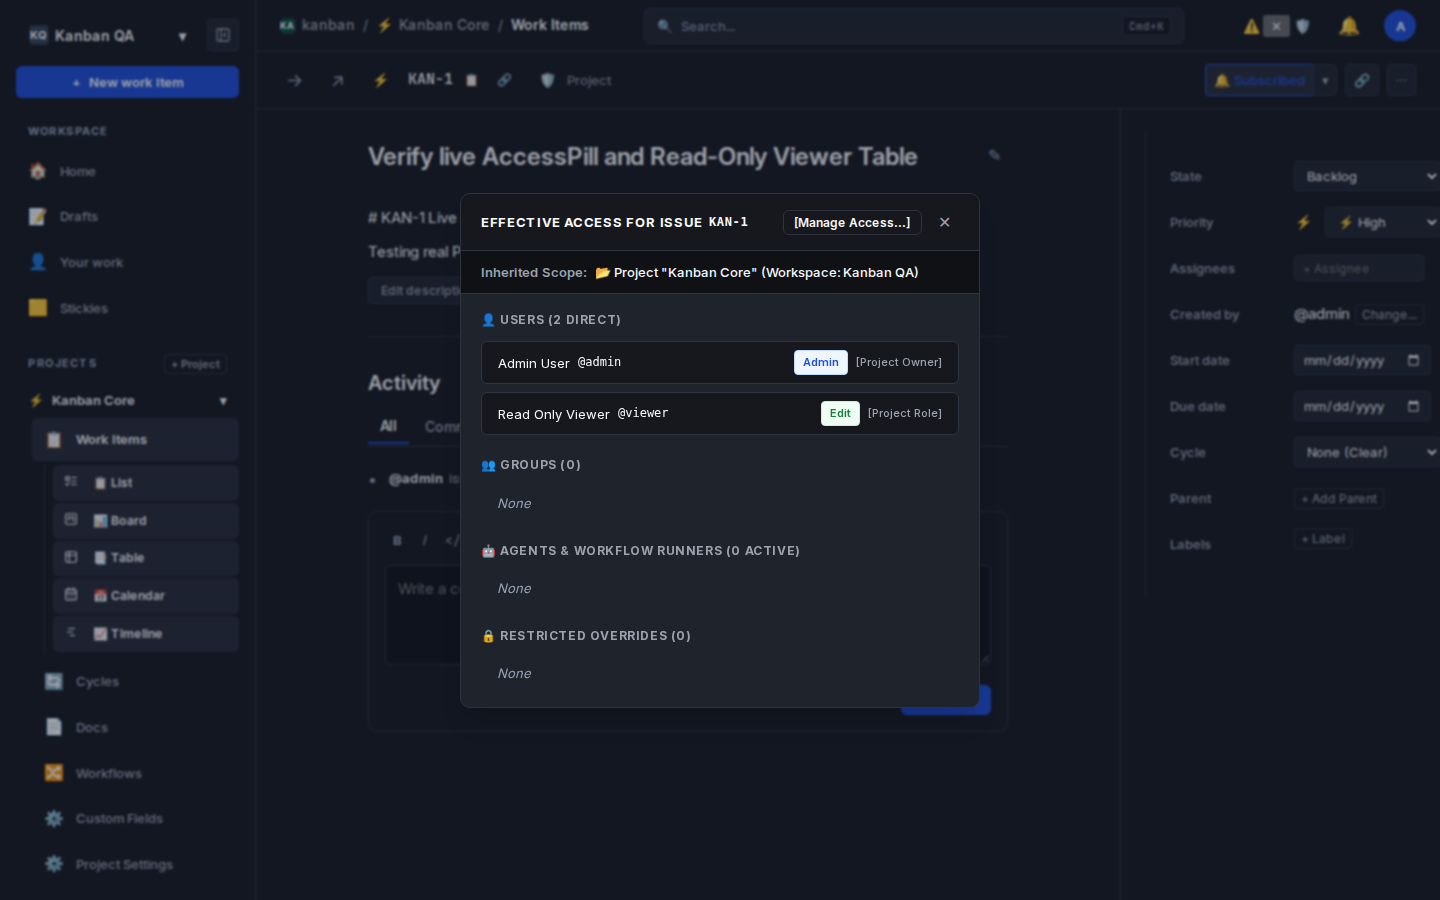 KQ Kanban QA ▾
+ New work item
WORKSPACE
Home
Drafts
Your work
Stickies
PROJECTS + Project
Kanban Core ▾
Work Items
List
Board
Table
Calendar
Timeline
Cycles
Docs
Workflows
Custom Fields
Project Settings
KA kanban / Kanban Core / Work Items
Search... Cmd+K
A
KAN-1
Project
Subscribed ▾
Verify live AccessPill and Read-Only Viewer Table
# KAN-1 Live
Testing real
Activity
All
@admin
B I </
EFFECTIVE ACCESS FOR ISSUE KAN-1 [Manage Access...] ✕
Inherited Scope: Project "Kanban Core" (Workspace: Kanban QA)
USERS (2 DIRECT)
Admin User @admin Admin [Project Owner]
Read Only Viewer @viewer Edit [Project Role]
GROUPS (0)
None
AGENTS & WORKFLOW RUNNERS (0 ACTIVE)
None
RESTRICTED OVERRIDES (0)
None
State Backlog
Priority High
Assignees + Assignee
Created by @admin Change...
Start date mm/dd/yyyy
Due date mm/dd/yyyy
Cycle None (Clear)
Parent + Add Parent
Labels + Label